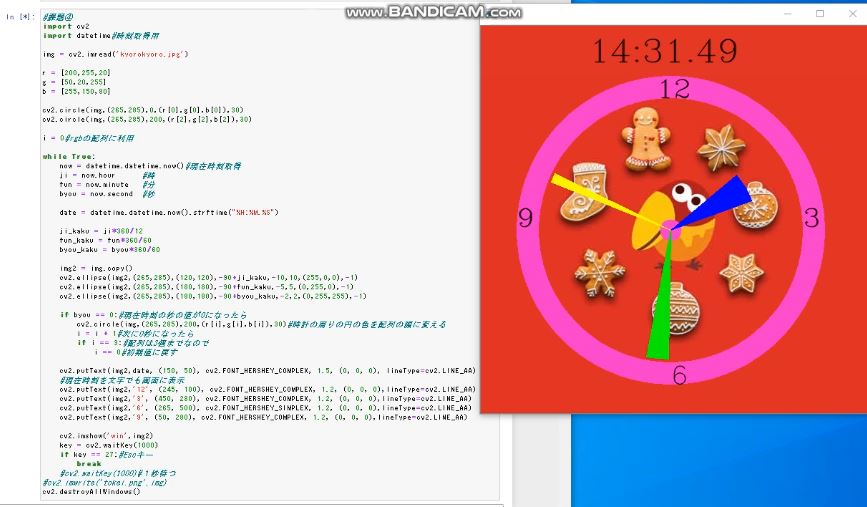 WWW.BANDICAM.COM
In [*]:
#課題④
import cv2
import datetime#時刻取得用
img = cv2.imread('kyorokyoro.jpg')
r = [200,255,20]
g = [50,20,255]
b = [255,150,80]
cv2.circle(img,(265,285),0,(r[0],g[0],b[0]),30)
cv2.circle(img,(265,285),200,(r[2],g[2],b[2]),30)
i = 0#rgbの配列に利用
while True:
now = datetime.datetime.now()#現在時刻取得
ji = now.hour #時
fun = now.minute #分
byou = now.second #秒
date = datetime.datetime.now().strftime("%H:%M.%S")
ji_kaku = ji*360/12
fun_kaku = fun*360/60
byou_kaku = byou*360/60
img2 = img.copy()
cv2.ellipse(img2,(265,285),(120,120),-90+ji_kaku,-10,10,(255,0,0),-1)
cv2.ellipse(img2,(265,285),(180,180),-90+fun_kaku,-5,5,(0,255,0),-1)
cv2.ellipse(img2,(265,285),(180,180),-90+byou_kaku,-2,2,(0,255,255),-1)
if byou == 0:#現在時刻の秒の値が0になったら
cv2.circle(img,(265,285),200,(r[i],g[i],b[i]),30)#時計の周りの円の色を配列の順に変える
i = i + 1#次に0秒になったら
if i == 3:#配列は3個までなので
i == 0#初期値に戻す
cv2.putText(img2,date, (150, 50), cv2.FONT_HERSHEY_COMPLEX, 1.5, (0, 0, 0), lineType=cv2.LINE_AA)
#現在時刻を文字でも画面に表示
cv2.putText(img2,'12', (245, 100), cv2.FONT_HERSHEY_COMPLEX, 1.2, (0, 0, 0),lineType=cv2.LINE_AA)
cv2.putText(img2,'3', (450, 280), cv2.FONT_HERSHEY_COMPLEX, 1.2, (0, 0, 0),lineType=cv2.LINE_AA)
cv2.putText(img2,'6', (265, 500), cv2.FONT_HERSHEY_SIMPLEX, 1.2, (0, 0, 0),lineType=cv2.LINE_AA)
cv2.putText(img2,'9', (50, 280), cv2.FONT_HERSHEY_COMPLEX, 1.2, (0, 0, 0),lineType=cv2.LINE_AA)
cv2.imshow('win',img2)
key = cv2.waitKey(1000)
if key == 27:#Escキー
break
#cv2.waitKey(1000)#１秒待つ
#cv2.imwrite('tokei.png',img)
cv2.destroyAllWindows()
14:31.49
12
9
3
6